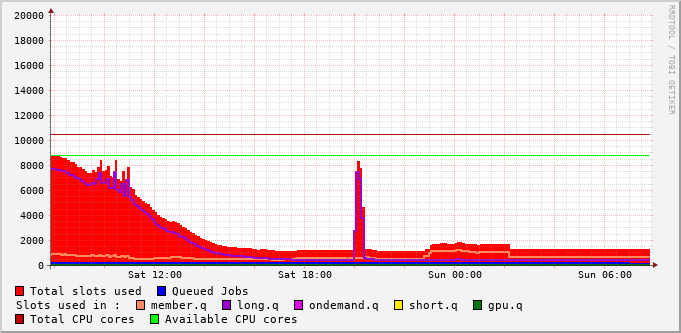 20000
18000
16000
14000
12000
10000
8000
6000
4000
2000
0
Sat 12:00 Sat 18:00 Sun 00:00 Sun 06:00
RRDTOOL / TOBI OETIKER
Total slots used Queued Jobs
Slots used in : member.q long.q ondemand.q short.q gpu.q
Total CPU cores Available CPU cores